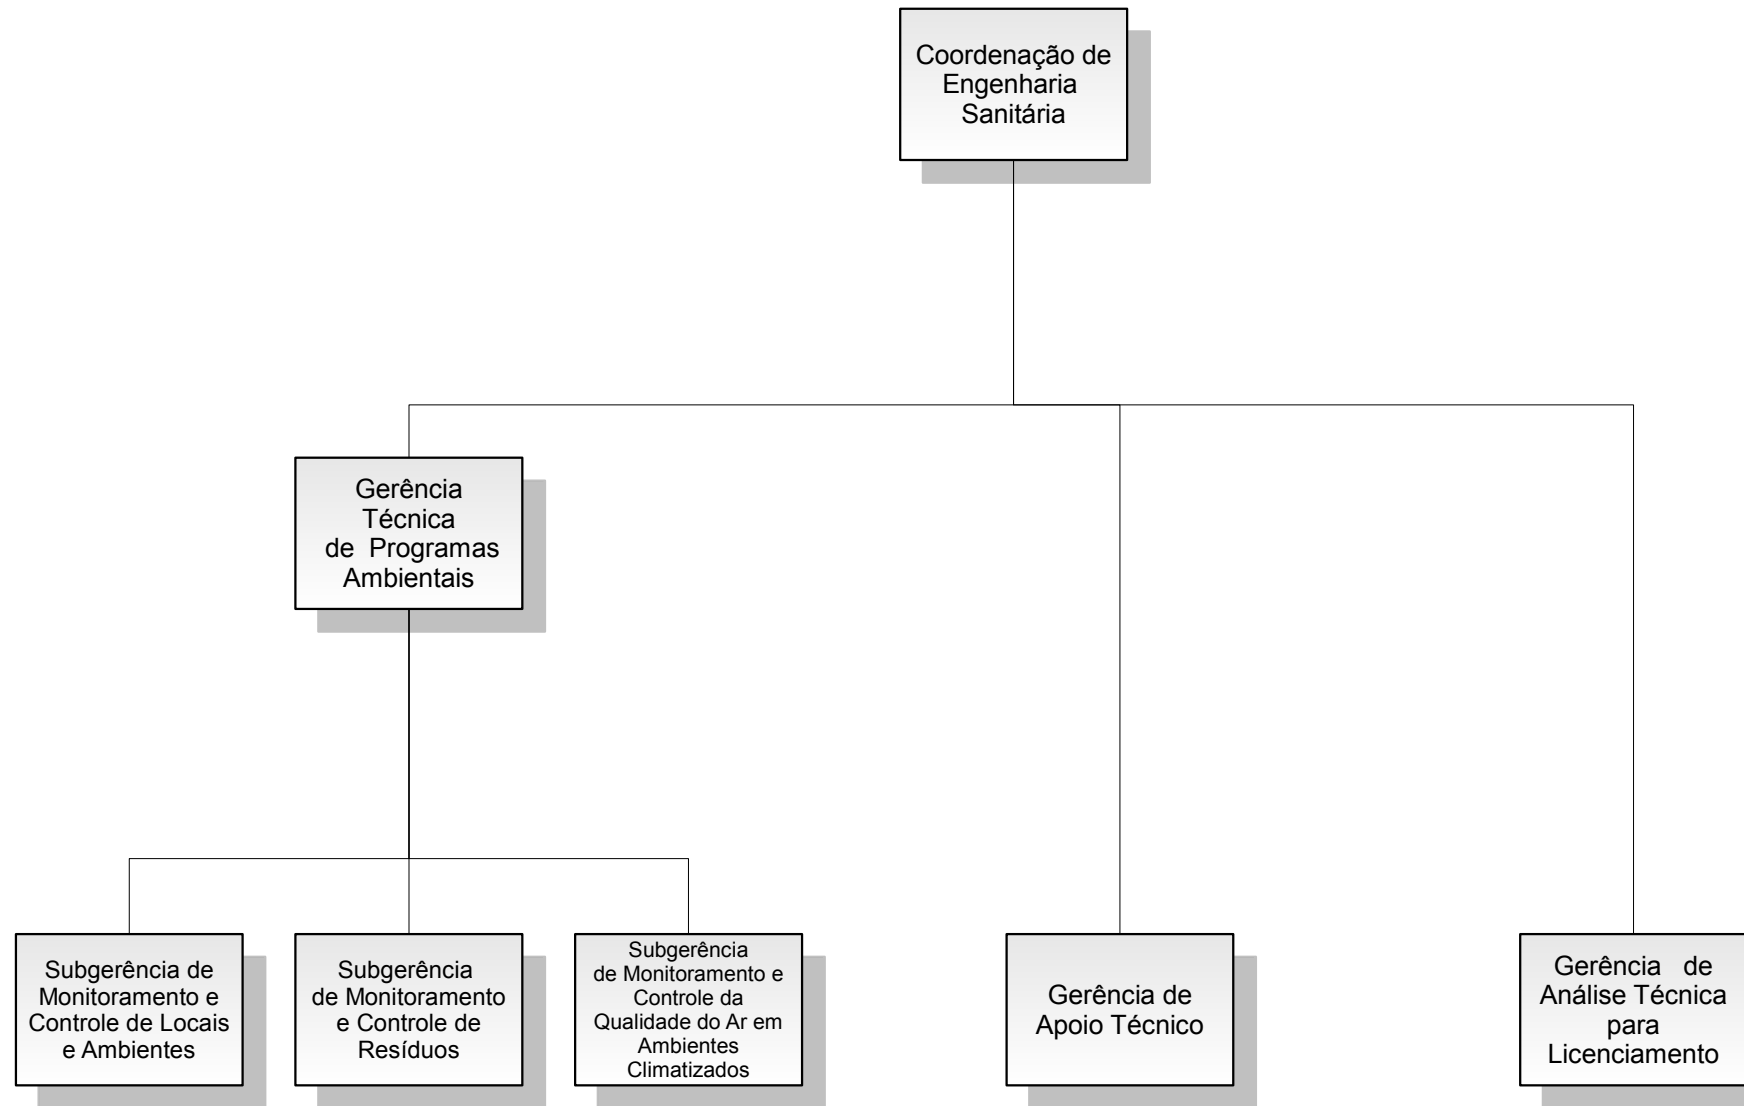 Coordenação de
Engenharia
Sanitária
Gerência
Técnica
de Programas
Ambientais
Subgerência de
Monitoramento e
Controle de Locais
e Ambientes
Subgerência
de Monitoramento
e Controle de
Resíduos
Subgerência
de Monitoramento e
Controle da
Qualidade do Ar em
Ambientes
Climatizados
Gerência de
Apoio Técnico
Gerência de
Análise Técnica
para
Licenciamento